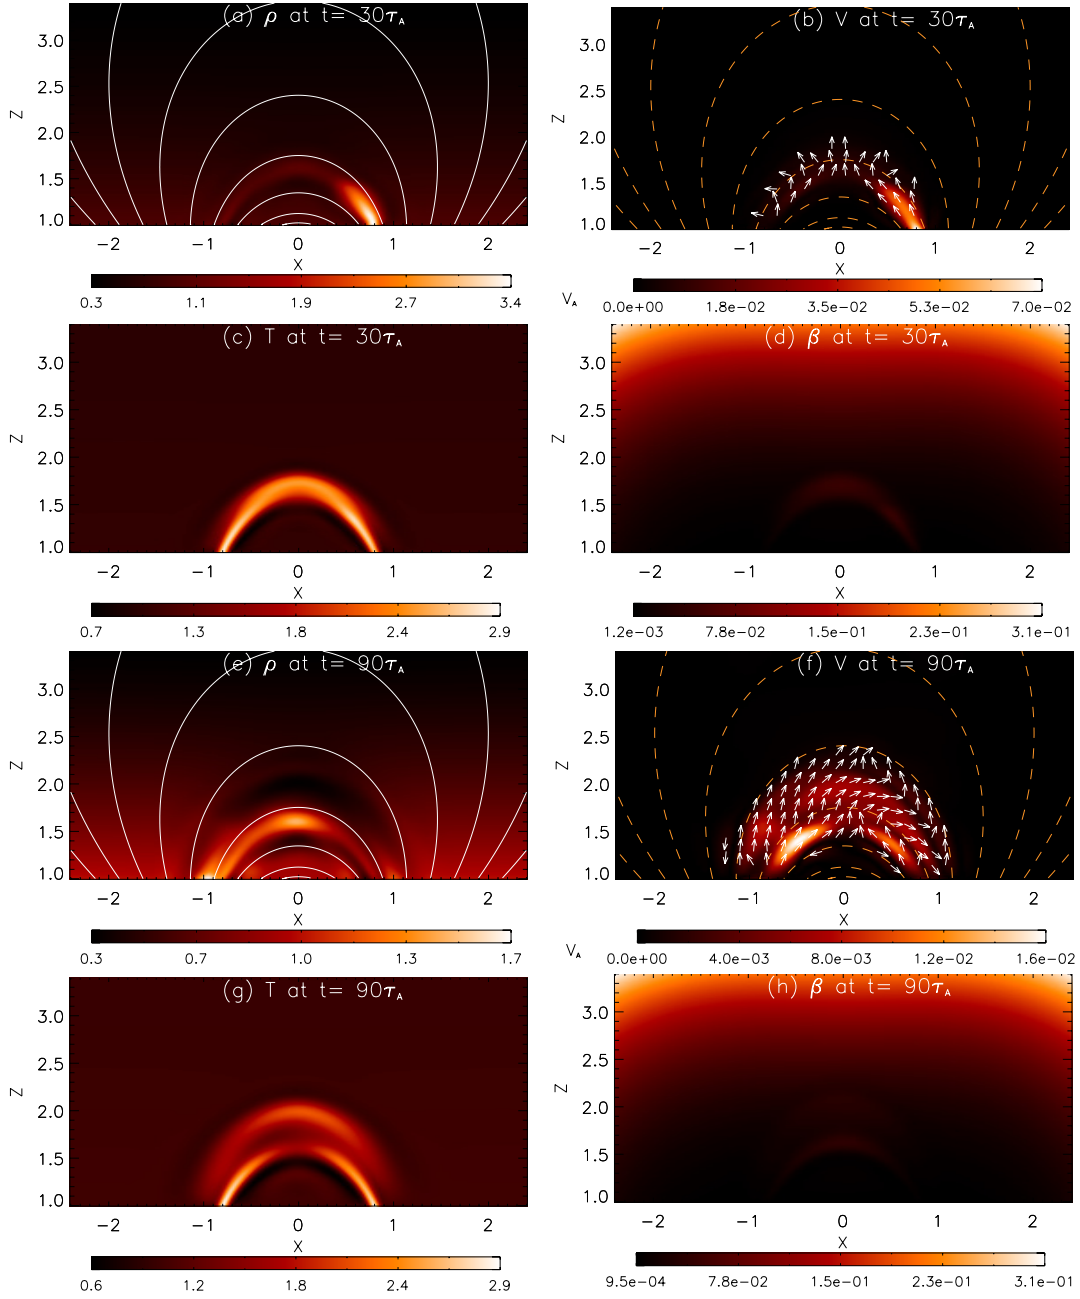 (a) ρ at t= 30τA
(b) V at t= 30τA
3.0
2.5
2.0
1.5
1.0
Z
−2 −1 0 1 2
X
0.3 1.1 1.9 2.7 3.4
3.0
2.5
2.0
1.5
1.0
Z
−2 −1 0 1 2
X
VA
0.0e+00 1.8e−02 3.5e−02 5.3e−02 7.0e−02
(c) T at t= 30τA
(d) β at t= 30τA
3.0
2.5
2.0
1.5
1.0
Z
−2 −1 0 1 2
X
0.7 1.3 1.8 2.4 2.9
3.0
2.5
2.0
1.5
1.0
Z
−2 −1 0 1 2
X
1.2e−03 7.8e−02 1.5e−01 2.3e−01 3.1e−01
(e) ρ at t= 90τA
(f) V at t= 90τA
3.0
2.5
2.0
1.5
1.0
Z
−2 −1 0 1 2
X
0.3 0.7 1.0 1.3 1.7
3.0
2.5
2.0
1.5
1.0
Z
−2 −1 0 1 2
X
VA
0.0e+00 4.0e−03 8.0e−03 1.2e−02 1.6e−02
(g) T at t= 90τA
(h) β at t= 90τA
3.0
2.5
2.0
1.5
1.0
Z
−2 −1 0 1 2
X
0.6 1.2 1.8 2.4 2.9
3.0
2.5
2.0
1.5
1.0
Z
−2 −1 0 1 2
X
9.5e−04 7.8e−02 1.5e−01 2.3e−01 3.1e−01